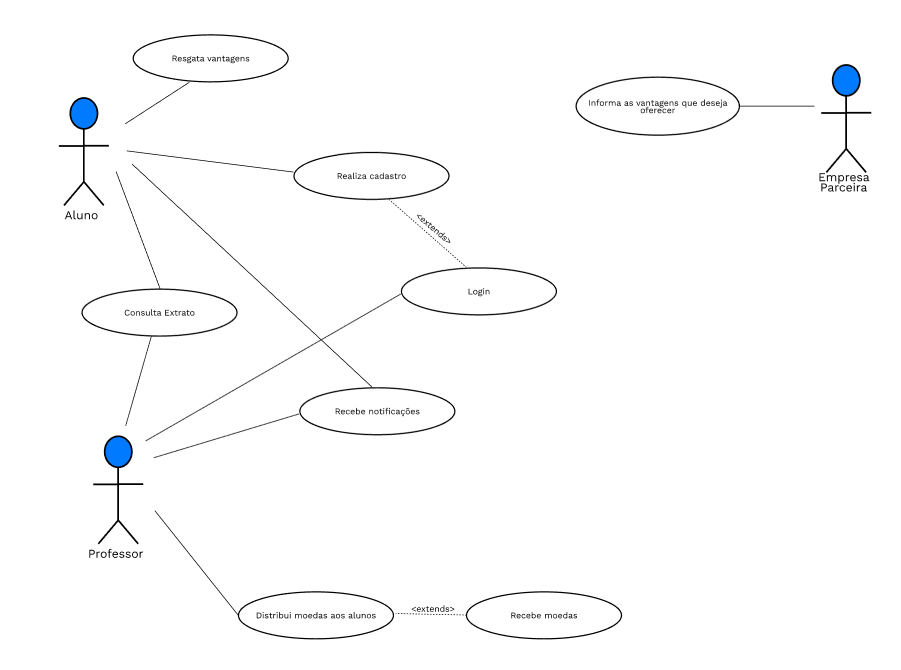 Resgata vantagens
Informa as vantagens que deseja
oferecer
Realiza cadastro
Empresa
Parceira
Aluno
<extends>
Login
Consulta Extrato
Recebe notificações
Professor
<extends>
Distribui moedas aos alunos
Recebe moedas